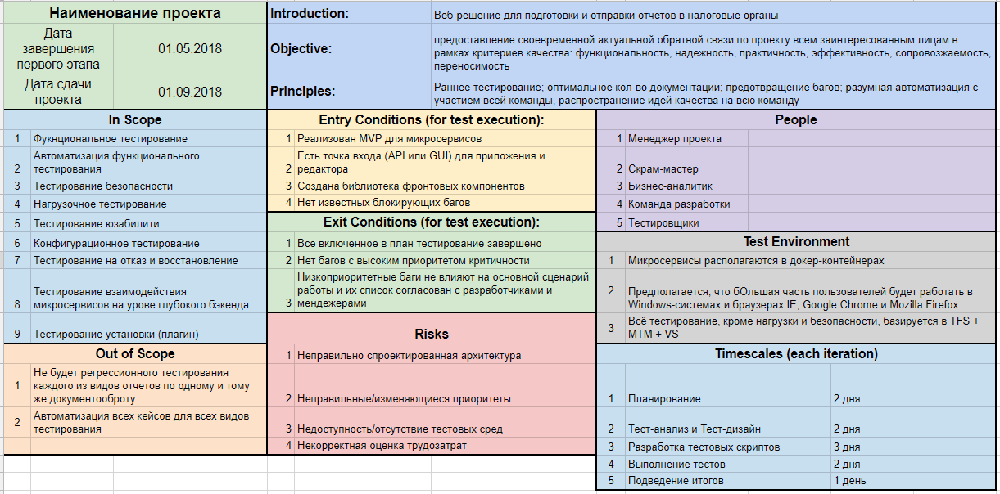 Наименование проекта
Дата
завершения
первого этапа
01.05.2018
Дата сдачи
проекта
01.09.2018
Introduction:
Веб-решение для подготовки и отправки отчетов в налоговые органы
Objective:
предоставление своевременной актуальной обратной связи по проекту всем заинтересованным лицам в
рамках критериев качества: функциональность, надежность, практичность, эффективность, сопровозжаемость,
переносимость
Principles:
Раннее тестирование; оптимальное кол-во документации; предотвращение багов; разумная автоматизация с
участием всей команды, распространение идей качества на всю команду
In Scope
1 Фукнциональное тестирование
Автоматизация функционального
2 тестирования
3 Тестирование безопасности
4 Нагрузочное тестирование
5 Тестирование юзабилити
6 Конфигурационное тестирование
7 Тестирование на отказ и восстановление
Тестирование взаимодействия
8 микросервисов на урове глубокого бэкенда
9 Тестирование установки (плагин)
Out of Scope
Не будет регрессионного тестирования
1 каждого из видов отчетов по одному и тому
же документообороту
2 Автоматизация всех кейсов для всех видов
тестирования
Entry Conditions (for test execution):
1 Реализован MVP для микросервисов
Есть точка входа (API или GUI) для приложения и
2 редактора
3 Создана библиотека фронтовых компонентов
4 Нет известных блокирующих багов
Exit Conditions (for test execution):
1 Все включенное в план тестирование завершено
2 Нет багов с высоким приоритетом критичности
Низкоприоритетные баги не влияют на основной сценарий
работы и их список согласован с разработчиками и
3 мендежерами
Risks
1 Неправильно спроектированная архитектура
2 Неправильные/изменяющиеся приоритеты
3 Недоступность/отсутствие тестовых сред
4 Некорректная оценка трудозатрат
People
1 Менеджер проекта
2 Скрам-мастер
3 Бизнес-аналитик
4 Команда разработки
5 Тестировщики
Test Environment
1 Микросервисы располагаются в докер-контейнерах
2 Предполагается, что бОльшая часть пользователей будет работать в
Windows-системах и браузерах IE, Google Chrome и Mozilla Firefox
3 Всё тестирование, кроме нагрузки и безопасности, базируется в TFS +
MTM + VS
Timescales (each iteration)
1 Планирование 2 дня
2 Тест-анализ и Тест-дизайн 2 дня
3 Разработка тестовых скриптов 3 дня
4 Выполнение тестов 2 дня
5 Подведение итогов 1 день